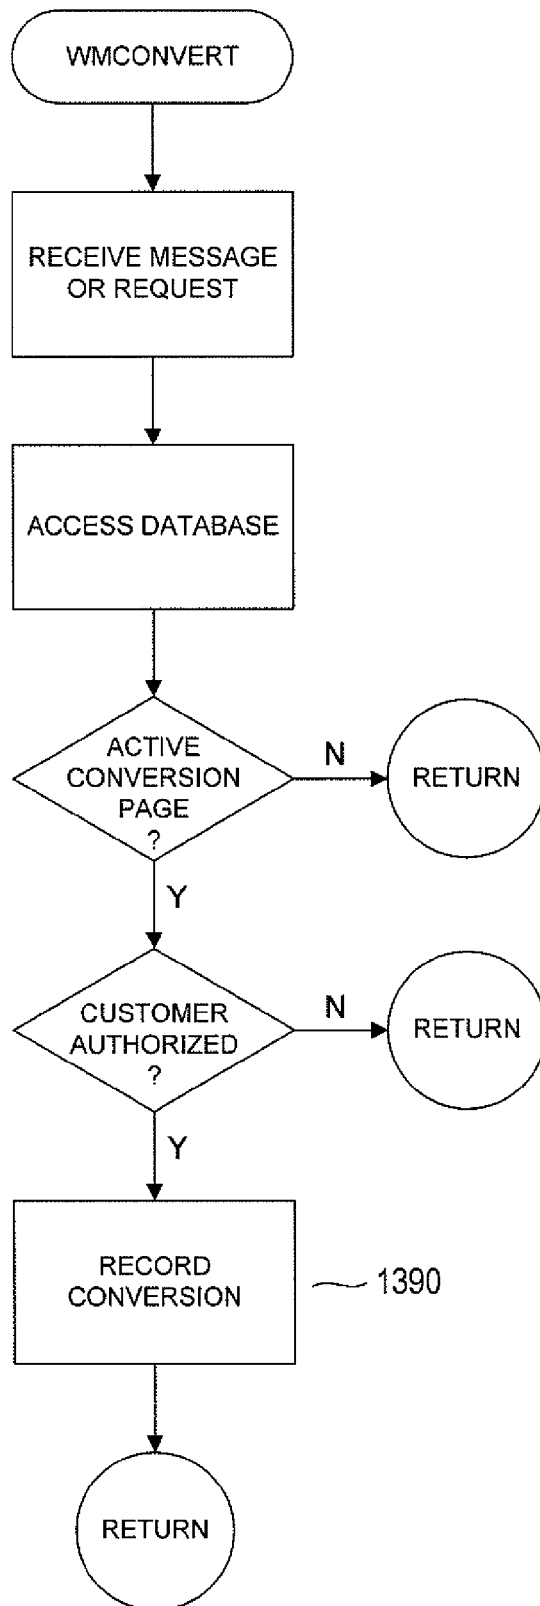 WMCONVERT
RECEIVE MESSAGE
OR REQUEST
ACCESS DATABASE
ACTIVE
CONVERSION
PAGE
?
N
RETURN
Y
CUSTOMER
AUTHORIZED
?
N
RETURN
Y
RECORD
CONVERSION
1390
RETURN